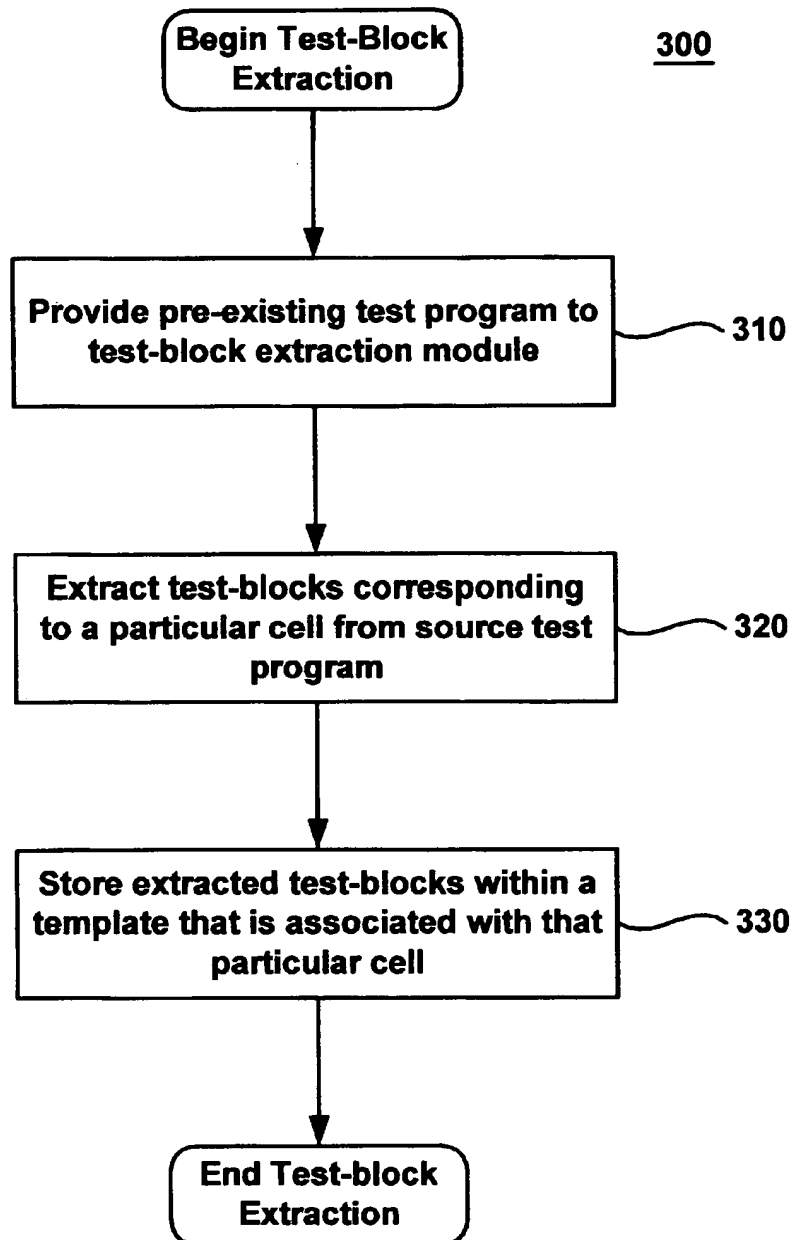 Begin Test-Block
Extraction
300
Provide pre-existing test program to
test-block extraction module
310
Extract test-blocks corresponding
to a particular cell from source test
program
320
Store extracted test-blocks within a
template that is associated with that
particular cell
330
End Test-block
Extraction